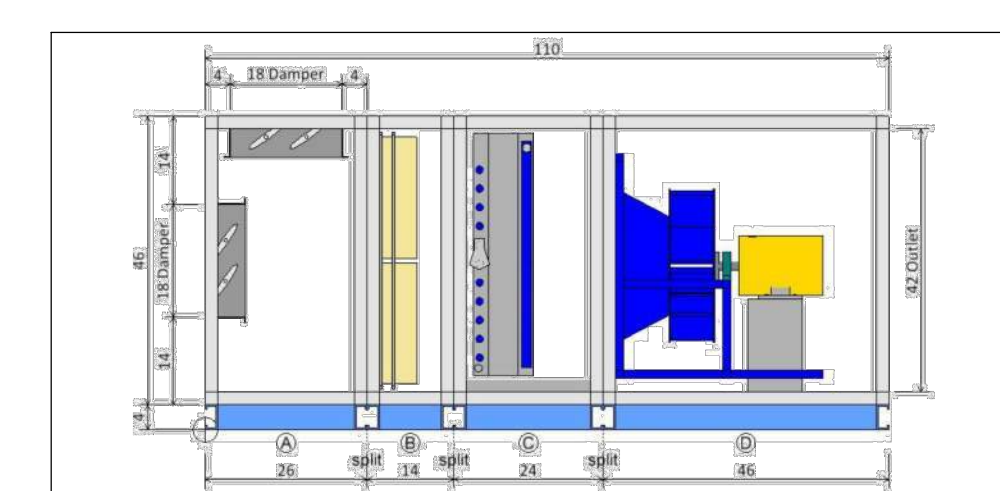 110
4 18 Damper 4
14
18 Damper
14
46
4
42 Outlet
A B C D
split split split
26 14 24 46